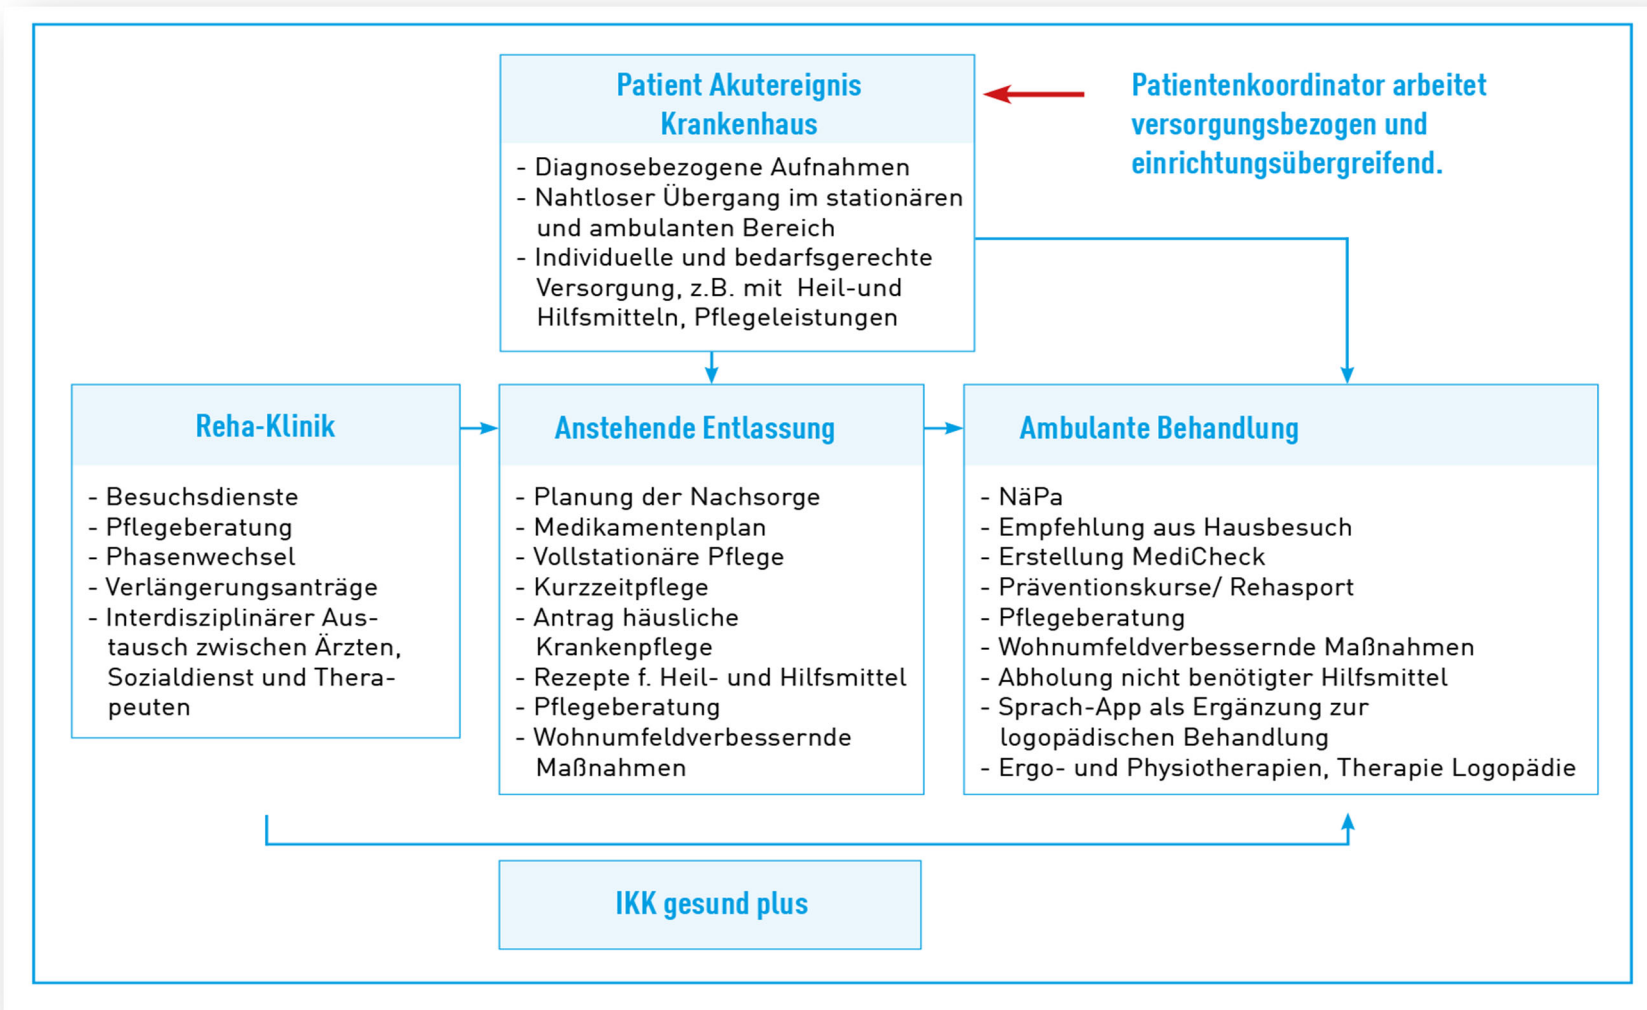 Patient Akutereignis
Krankenhaus
- Diagnosebezogene Aufnahmen
- Nahtloser Übergang im stationären
und ambulanten Bereich
- Individuelle und bedarfsgerechte
Versorgung, z.B. mit  Heil-und
Hilfsmitteln, Pflegeleistungen
Patientenkoordinator arbeitet
versorgungsbezogen und
einrichtungsübergreifend.
Reha-Klinik
- Besuchsdienste
- Pflegeberatung
- Phasenwechsel
- Verlängerungsanträge
- Interdisziplinärer Aus-
tausch zwischen Ärzten,
Sozialdienst und Thera-
peuten
Anstehende Entlassung
- Planung der Nachsorge
- Medikamentenplan
- Vollstationäre Pflege
- Kurzzeitpflege
- Antrag häusliche
Krankenpflege
- Rezepte f. Heil- und Hilfsmittel
- Pflegeberatung
- Wohnumfeldverbessernde
Maßnahmen
Ambulante Behandlung
- NäPa
- Empfehlung aus Hausbesuch
- Erstellung MediCheck
- Präventionskurse/ Rehasport
- Pflegeberatung
- Wohnumfeldverbessernde Maßnahmen
- Abholung nicht benötigter Hilfsmittel
- Sprach-App als Ergänzung zur
logopädischen Behandlung
- Ergo- und Physiotherapien, Therapie Logopädie
IKK gesund plus